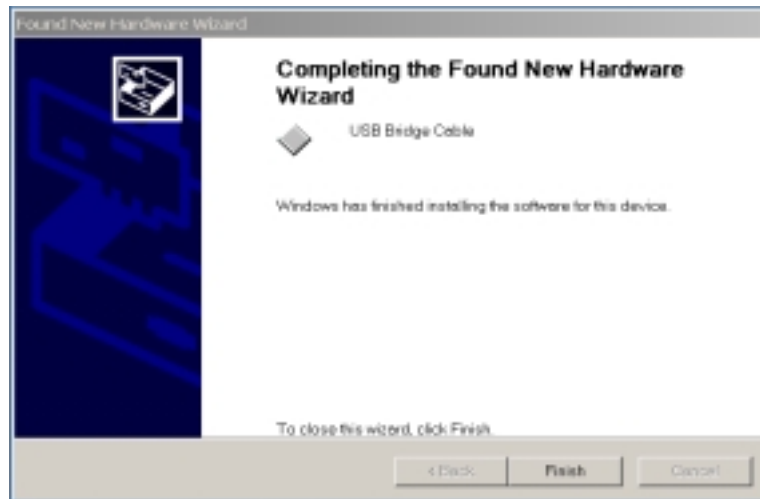 Found New Hardware Wizard
Completing the Found New Hardware
Wizard
USB Bridge Cable
Windows has finished installing the software for this device.
To close this wizard, click Finish.
< Back
Finish
Cancel